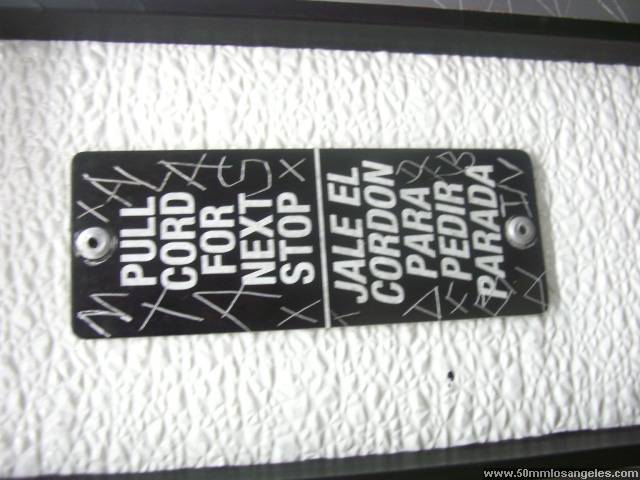 PULL
CORD
FOR
NEXT
STOP
JALE EL
CORDON
PARA
PEDIR
PARADA
www.50mmlosangeles.com